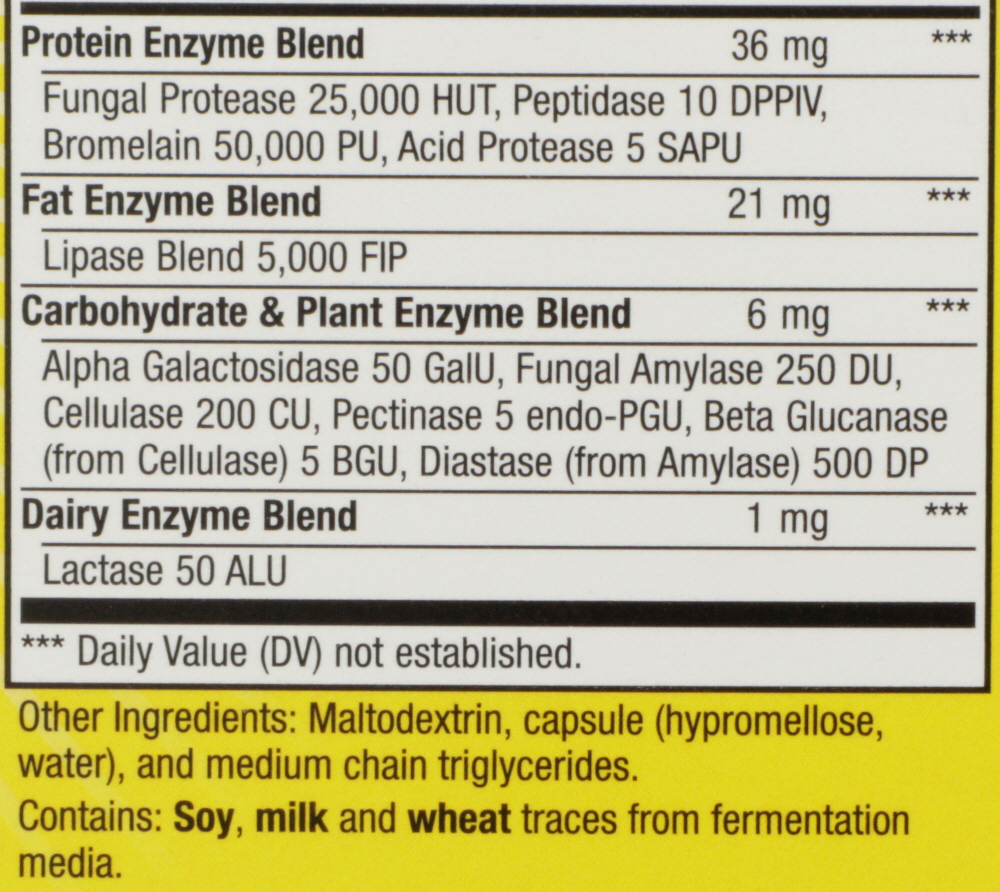 Protein Enzyme Blend 36 mg ***
Fungal Protease 25,000 HUT, Peptidase 10 DPPIV,
Bromelain 50,000 PU, Acid Protease 5 SAPU
Fat Enzyme Blend 21 mg ***
Lipase Blend 5,000 FIP
Carbohydrate & Plant Enzyme Blend 6 mg ***
Alpha Galactosidase 50 GalU, Fungal Amylase 250 DU,
Cellulase 200 CU, Pectinase 5 endo-PGU, Beta Glucanase
(from Cellulase) 5 BGU, Diastase (from Amylase) 500 DP
Dairy Enzyme Blend 1 mg ***
Lactase 50 ALU
*** Daily Value (DV) not established.
Other Ingredients: Maltodextrin, capsule (hypromellose,
water), and medium chain triglycerides.
Contains: Soy, milk and wheat traces from fermentation
media.